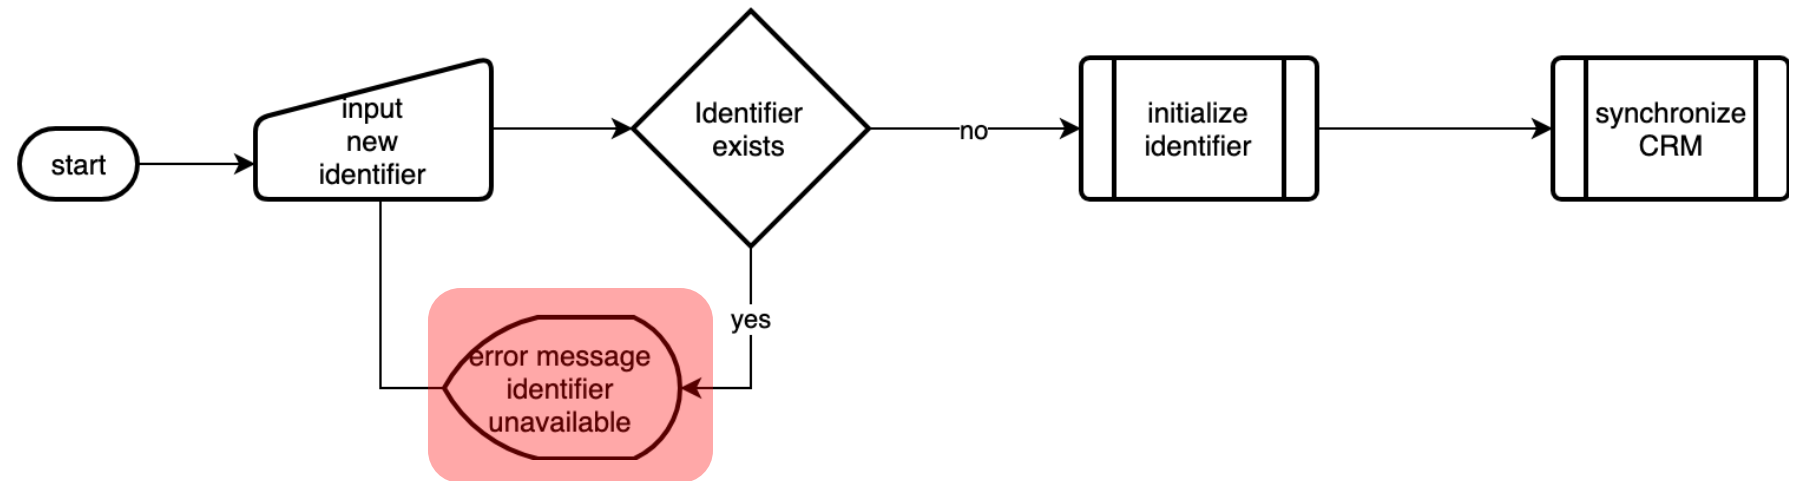 start
input
new
identifier
Identifier
exists
no
initialize
identifier
synchronize
CRM
yes
error message
identifier
unavailable